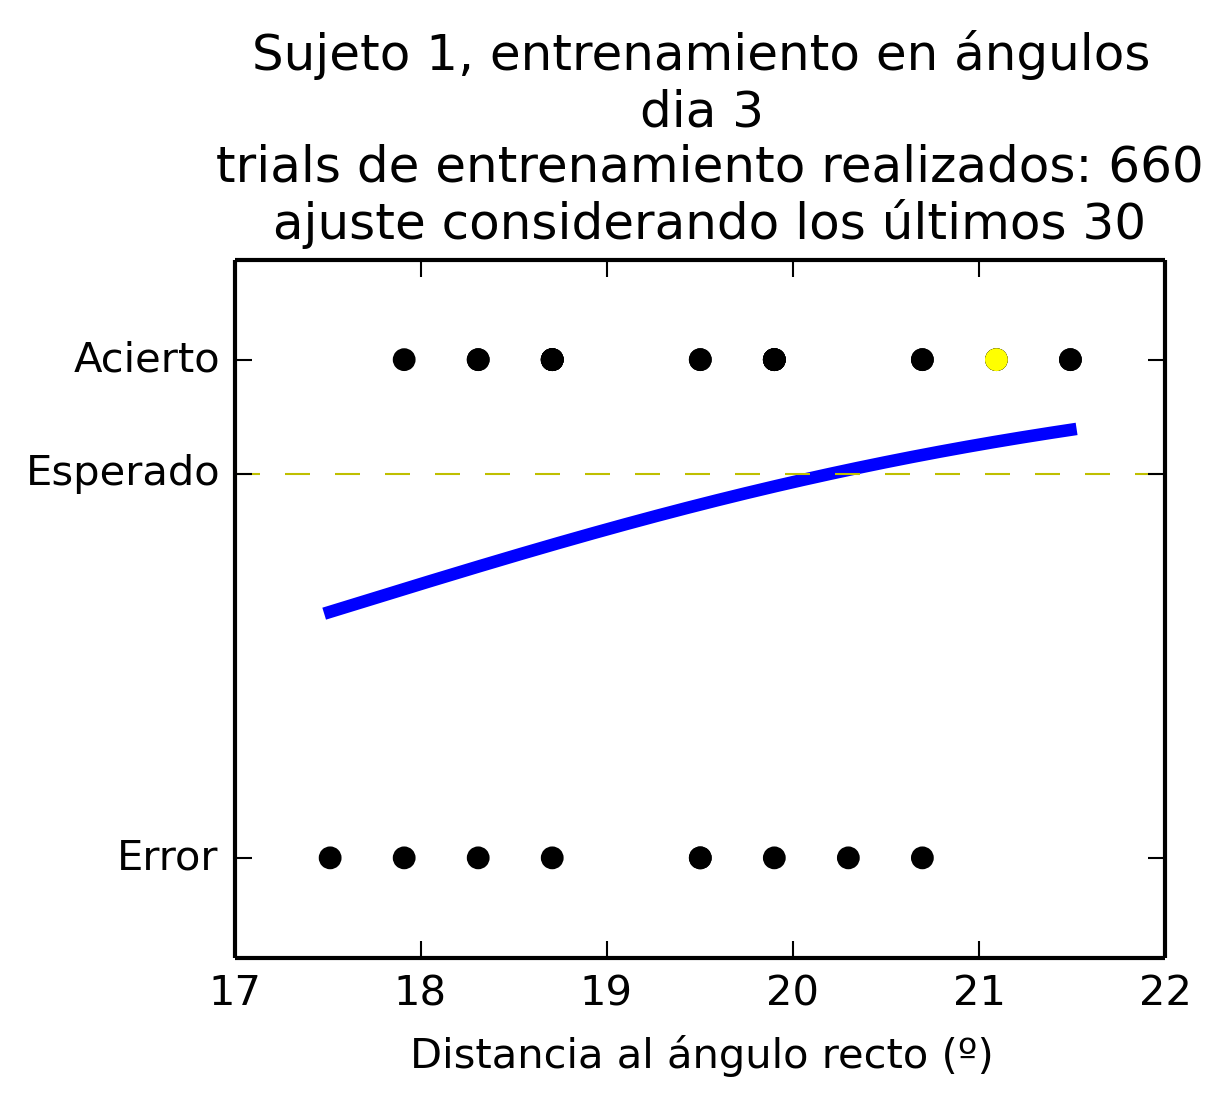 Sujeto 1, entrenamiento en ángulos
dia 3
trials de entrenamiento realizados: 660
ajuste considerando los últimos 30
Acierto
Esperado
Error
17 18 19 20 21 22
Distancia al ángulo recto (º)